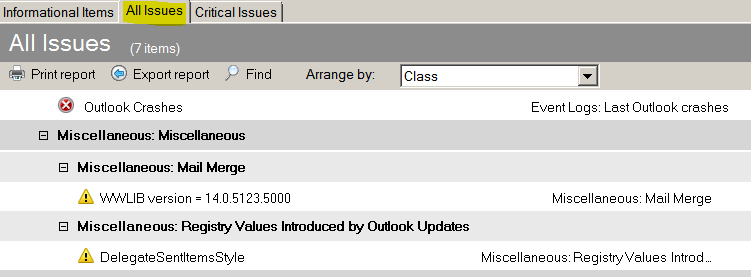 Informational Items All Issues Critical Issues
All Issues (7 items)
Print report Export report Find Arrange by: Class
Outlook Crashes Event Logs: Last Outlook crashes
Miscellaneous: Miscellaneous
Miscellaneous: Mail Merge
WWLIB version = 14.0.5123.5000 Miscellaneous: Mail Merge
Miscellaneous: Registry Values Introduced by Outlook Updates
DelegateSentItemsStyle Miscellaneous: Registry Values Introd...